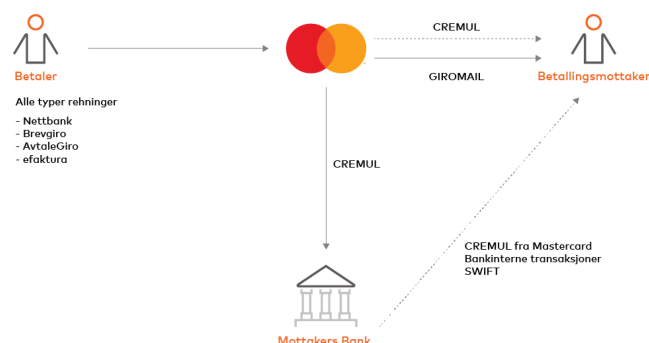 CREMUL
GIROMAIL
Betaler
Betallingsmottaker
Alle typer rehninger
- Nettbank
- Brevgiro
- AvtaleGiro
- efaktura
CREMUL
CREMUL fra Mastercard
Bankinterne transaksjoner
SWIFT
Mottakers Bank